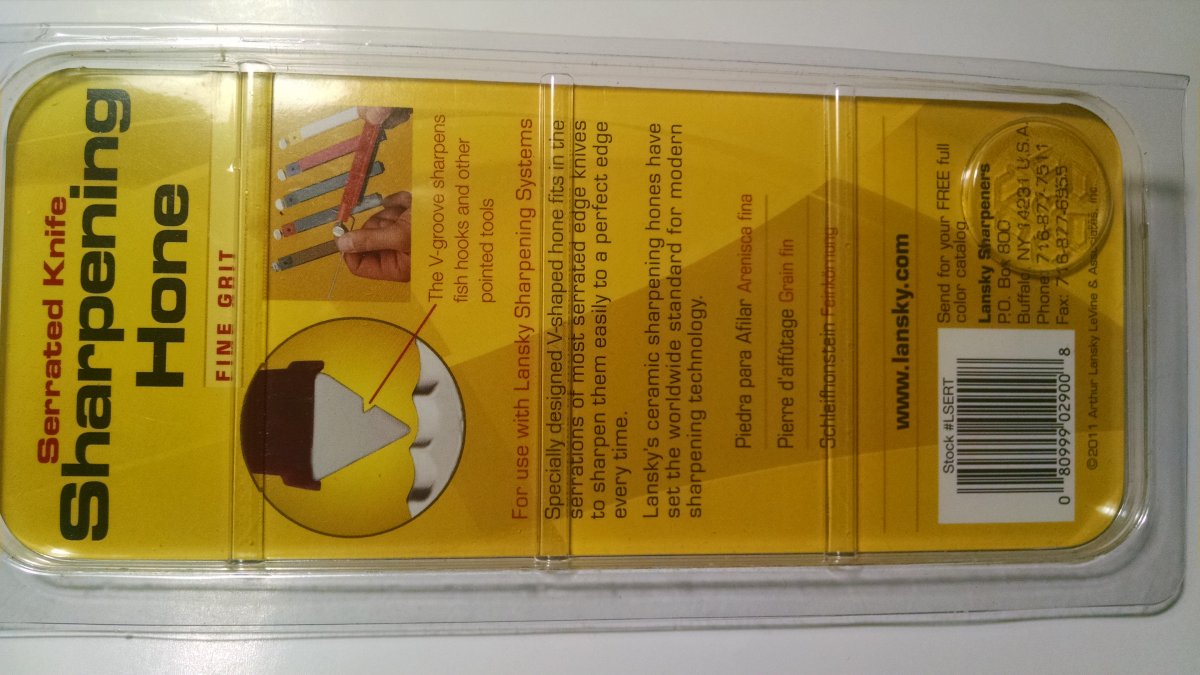 Serrated Knife
Sharpening
Hone
FINE GRIT
The V-groove sharpens
fish hooks and other
pointed tools
For use with Lansky Sharpening Systems
Specially designed V-shaped hone fits in the
serrations of most serrated edge knives
to sharpen them easily to a perfect edge
every time.
Lansky's ceramic sharpening hones have
set the worldwide standard for modern
sharpening technology.
Piedra para Afilar Arenisca fina
Pierre d'affûtage Grain fin
Schleifhonstein Feinkörnung
www.lansky.com
Send for your FREE full
color catalog
Lansky Sharpeners
P.O. Box 800
Buffalo, NY 14231 U.S.A.
Phone: 716-877-7511
Fax: 716-877-6955
Stock #LSERT
0 80999 02900 8
©2011 Arthur Lansky LeVine & Associates, Inc.